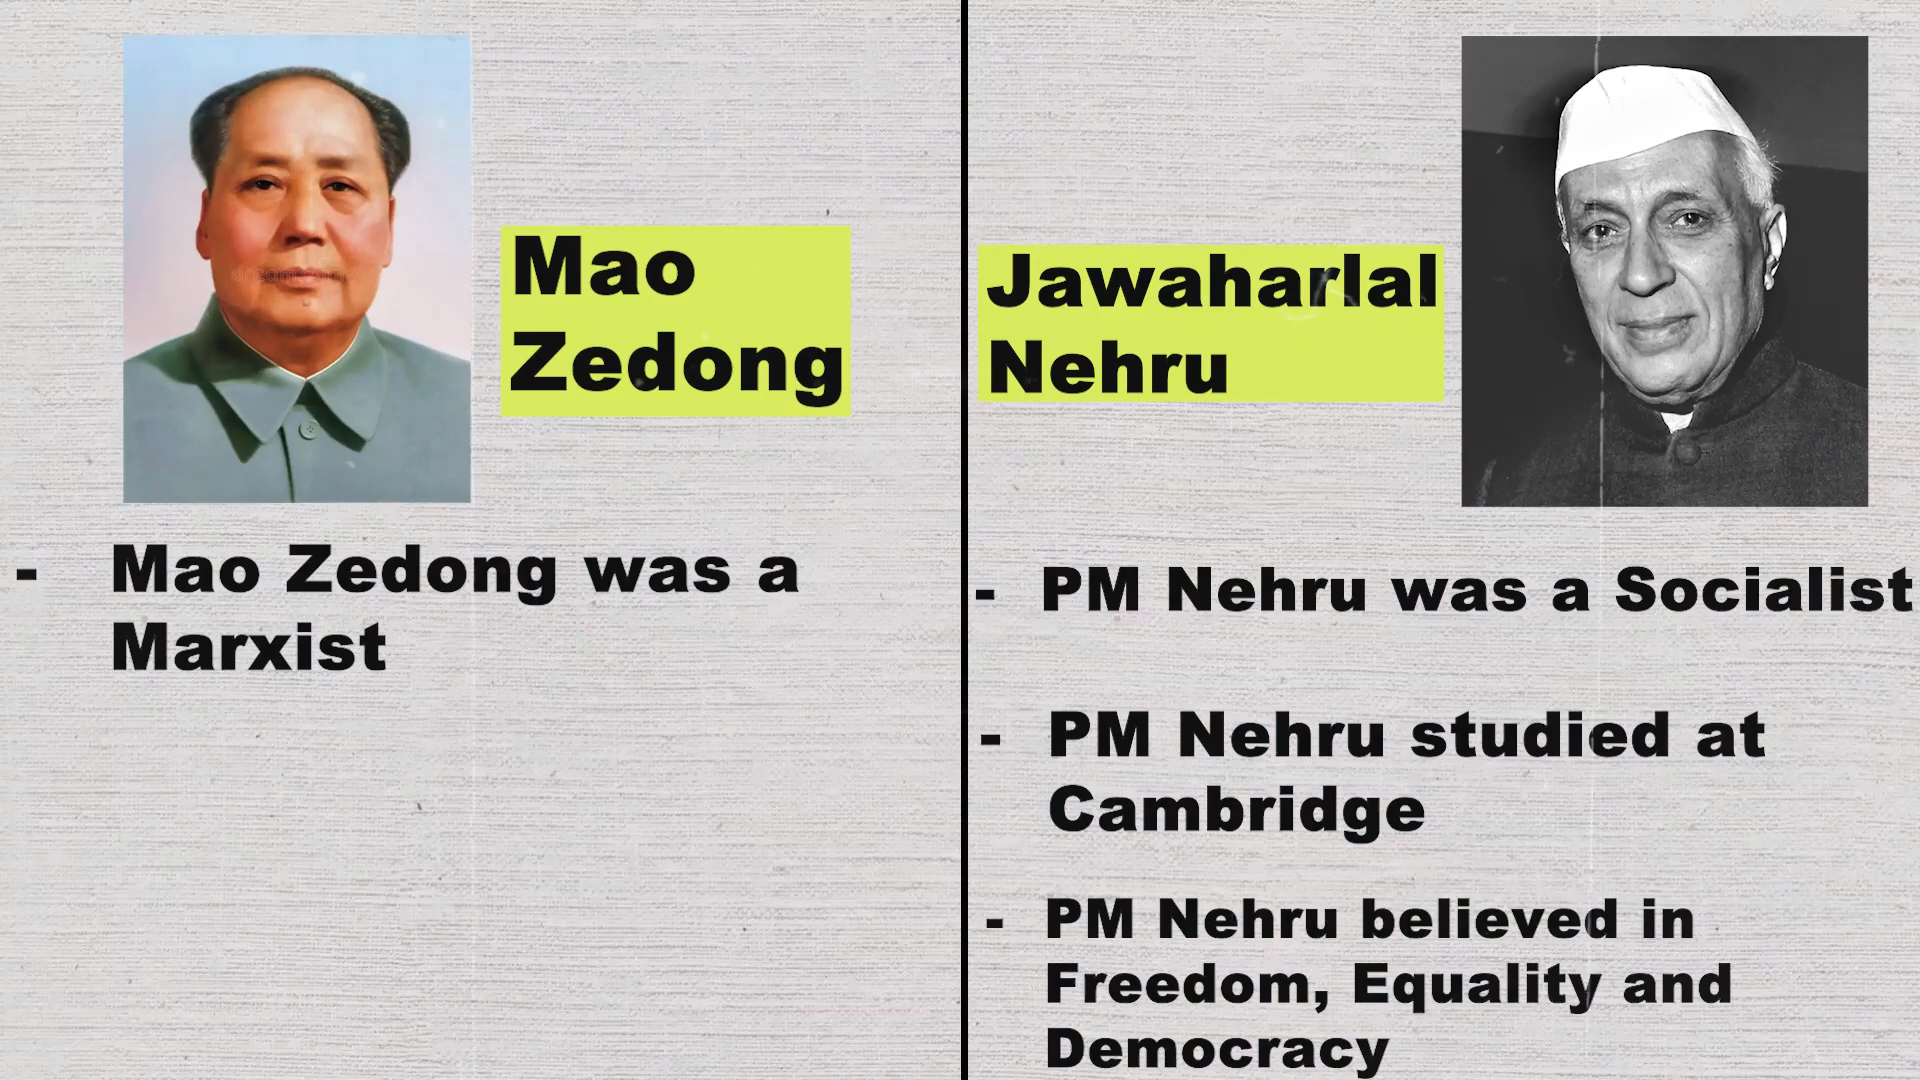 Mao
Zedong
- Mao Zedong was a
Marxist
Jawaharlal
Nehru
- PM Nehru was a Socialist
- PM Nehru studied at
Cambridge
- PM Nehru believed in
Freedom, Equality and
Democracy